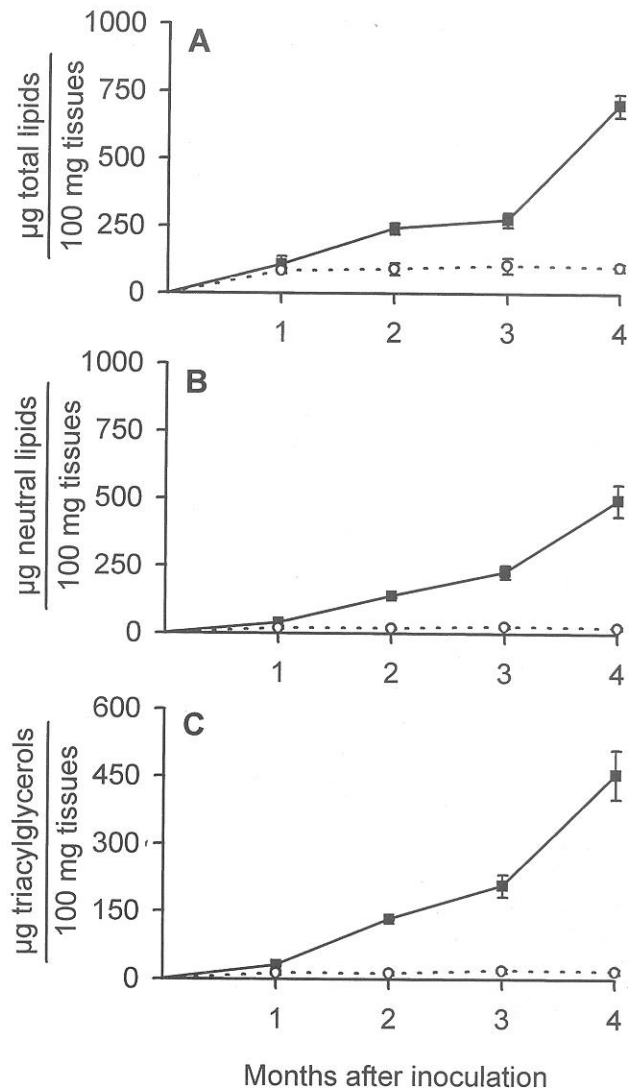 A
1000
750
500
250
0
µg total lipids
100 mg tissues
1 2 3 4
B
1000
750
500
250
0
µg neutral lipids
100 mg tissues
1 2 3 4
C
600
450
300
150
0
µg triacylglycerols
100 mg tissues
1 2 3 4
Months after inoculation